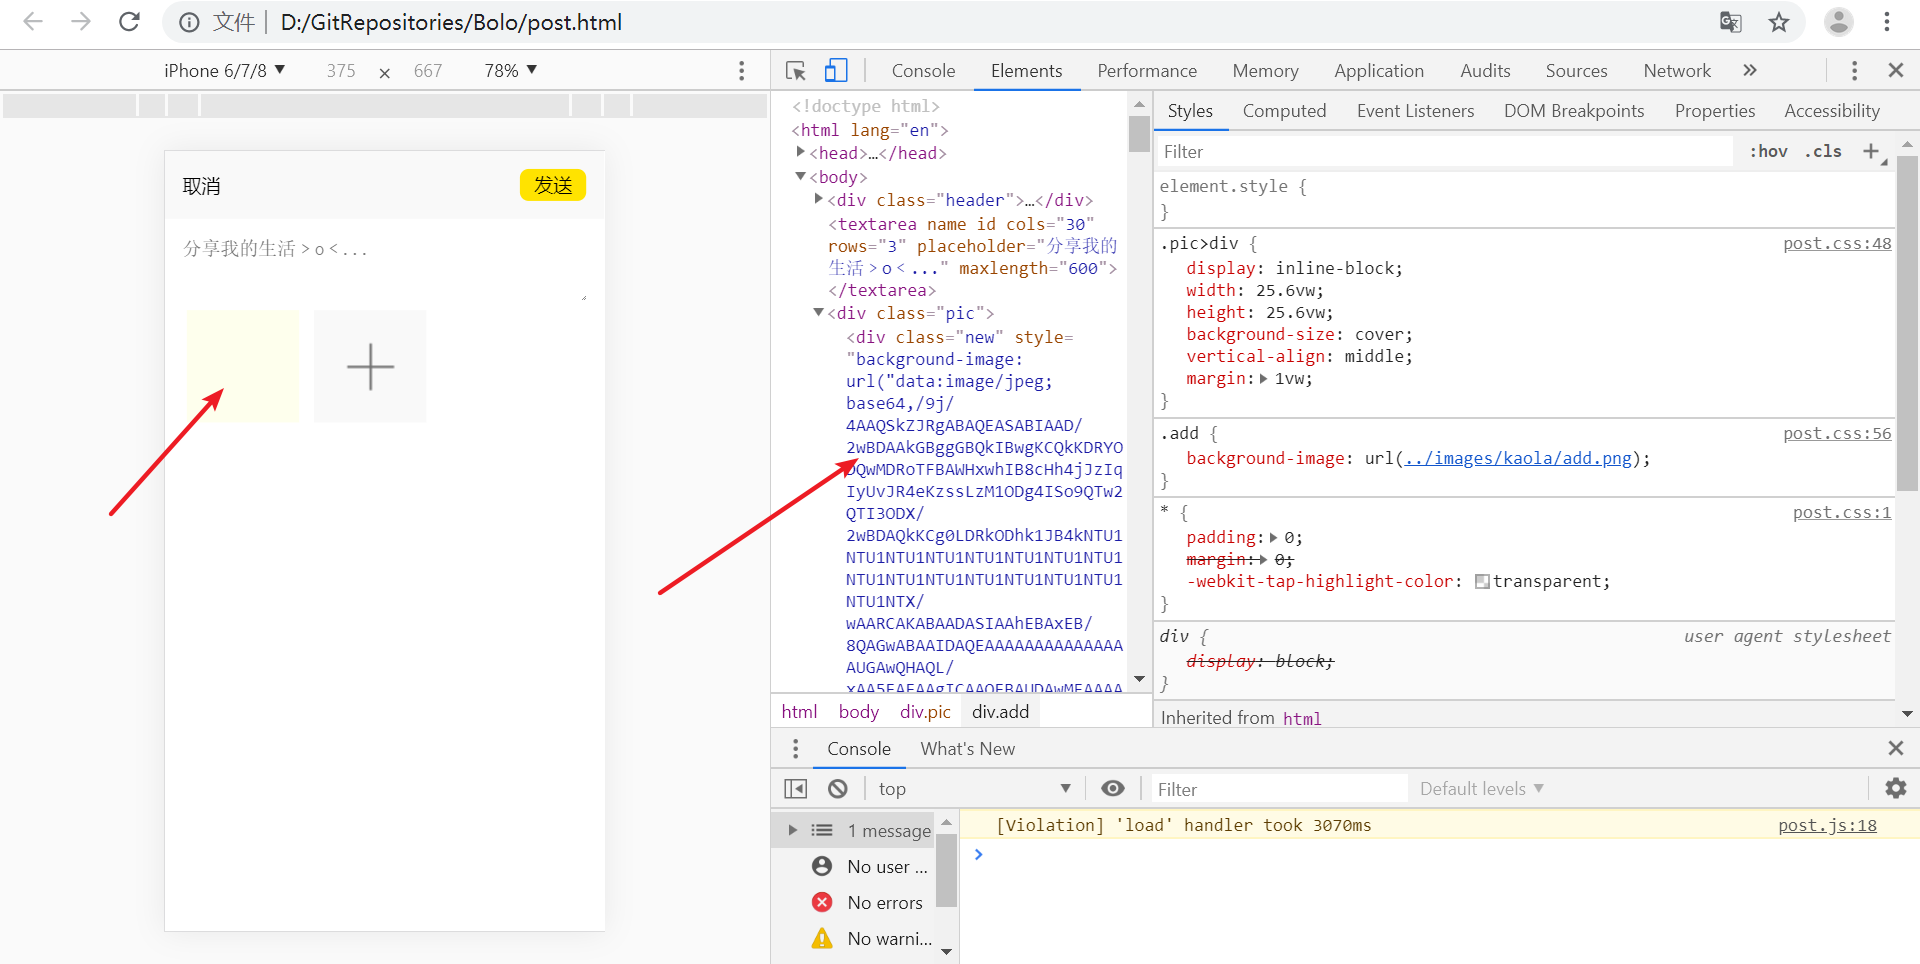 文件 D:/GitRepositories/Bolo/post.html
iPhone 6/7/8 ▼ 375 × 667 78% ▼
Console Elements Performance Memory Application Audits Sources Network »
取消 发送
分享我的生活 > o < ...
<!doctype html>
<html lang="en">
<head>…</head>
<body>
<div class="header">…</div>
<textarea name id cols="30"
rows="3" placeholder="分享我的
生活 > o < ..." maxlength="600">
</textarea>
<div class="pic">
<div class="new" style=
"background-image:
url("data:image/jpeg;
base64,/9j/
4AAQSkZJRgABAQEASABIAAD/
2wBDAAkGBggGBQkIBwgKCQkKDRYO
DQwMDRoTFBAWHxwhIB8cHh4jJzIq
IyUvJR4eKzssLzM1ODg4ISo9QTw2
QTI3ODX/
2wBDAQkKCg0LDRkODhk1JB4kNTU1
NTU1NTU1NTU1NTU1NTU1NTU1NTU1
NTU1NTU1NTU1NTU1NTU1NTU1NTU1
NTU1NTX/
wAARCAKABAADASIAAhEBAxEB/
8QAGwABAAIDAQEAAAAAAAAAAAAAA
AUGAwQHAQL/
html body div.pic div.add
Styles Computed Event Listeners DOM Breakpoints Properties Accessibility
Filter :hov .cls +
element.style {
}
.pic>div { post.css:48
display: inline-block;
width: 25.6vw;
height: 25.6vw;
background-size: cover;
vertical-align: middle;
margin: 1vw;
}
.add { post.css:56
background-image: url(../images/kaola/add.png);
}
* { post.css:1
padding: 0;
margin: 0;
-webkit-tap-highlight-color: transparent;
}
div { user agent stylesheet
display: block;
}
Inherited from html
Console What's New
top ▼ Filter Default levels ▼
1 message
No user ...
No errors
No warni...
[Violation] 'load' handler took 3070ms post.js:18